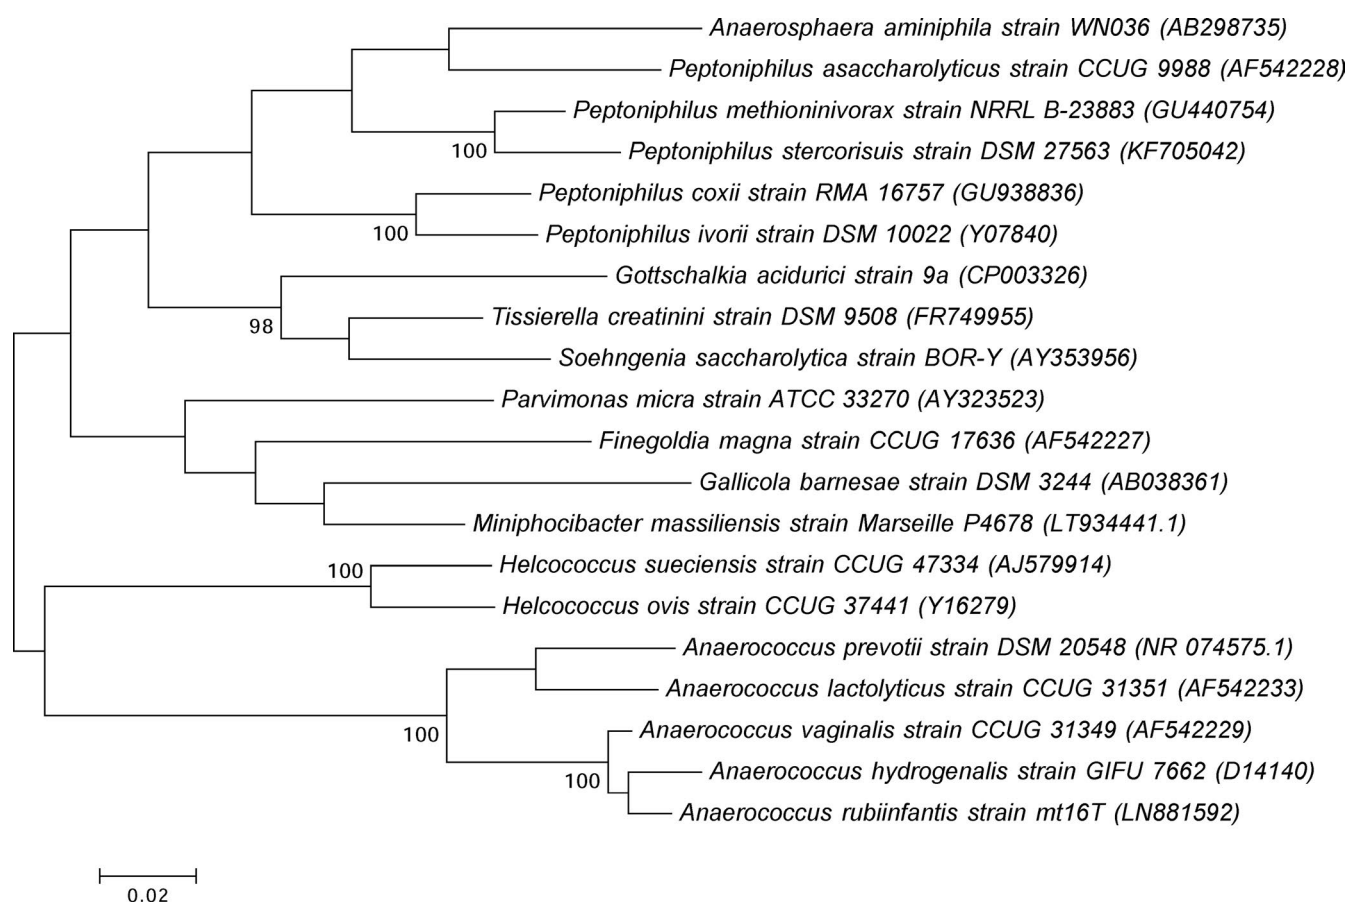 Anaerosphaera aminiphila strain WN036 (AB298735)
Peptoniphilus asaccharolyticus strain CCUG 9988 (AF542228)
Peptoniphilus methioninivorax strain NRRL B-23883 (GU440754)
100
Peptoniphilus stercorisuis strain DSM 27563 (KF705042)
Peptoniphilus coxii strain RMA 16757 (GU938836)
100
Peptoniphilus ivorii strain DSM 10022 (Y07840)
Gottschalkia acidurici strain 9a (CP003326)
98
Tissierella creatinini strain DSM 9508 (FR749955)
Soehngenia saccharolytica strain BOR-Y (AY353956)
Parvimonas micra strain ATCC 33270 (AY323523)
Finegoldia magna strain CCUG 17636 (AF542227)
Gallicola barnesae strain DSM 3244 (AB038361)
Miniphocibacter massiliensis strain Marseille P4678 (LT934441.1)
100
Helcococcus sueciensis strain CCUG 47334 (AJ579914)
Helcococcus ovis strain CCUG 37441 (Y16279)
Anaerococcus prevotii strain DSM 20548 (NR 074575.1)
Anaerococcus lactolyticus strain CCUG 31351 (AF542233)
100
Anaerococcus vaginalis strain CCUG 31349 (AF542229)
100
Anaerococcus hydrogenalis strain GIFU 7662 (D14140)
Anaerococcus rubiinfantis strain mt16T (LN881592)
0.02